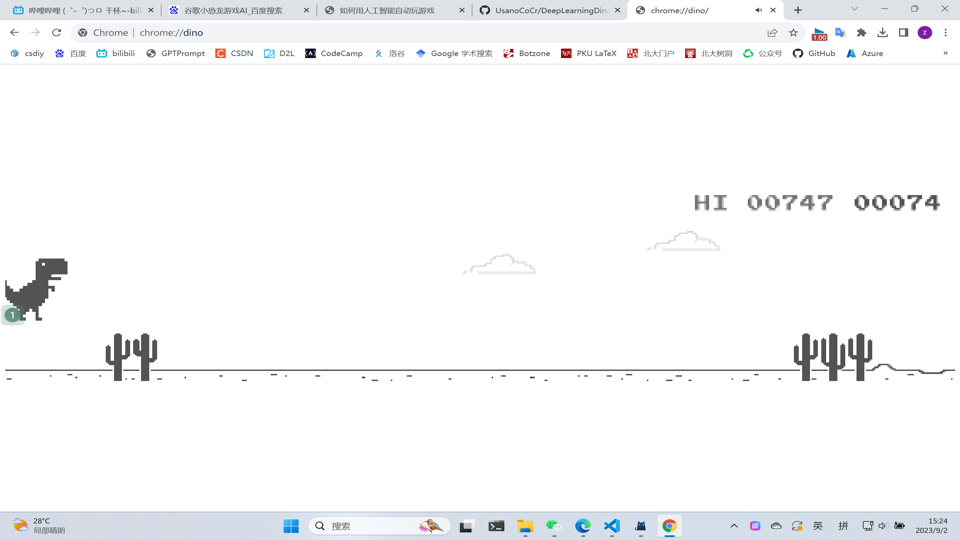 哔哩哔哩 (゜-゜)つロ 干杯~-bili
谷歌小恐龙游戏AI_百度搜索
如何用人工智能自动玩游戏
UsanoCoCr/DeepLearningDin
chrome://dino/
Chrome | chrome://dino
1.00
z
csdiy
百度
bilibili
GPTPrompt
CSDN
D2L
CodeCamp
洛谷
Google 学术搜索
Botzone
PKU LaTeX
北大门户
北大树洞
公众号
GitHub
Azure
»
HI 00747 00074
1
28°C
局部晴朗
搜索
英
拼
15:24
2023/9/2